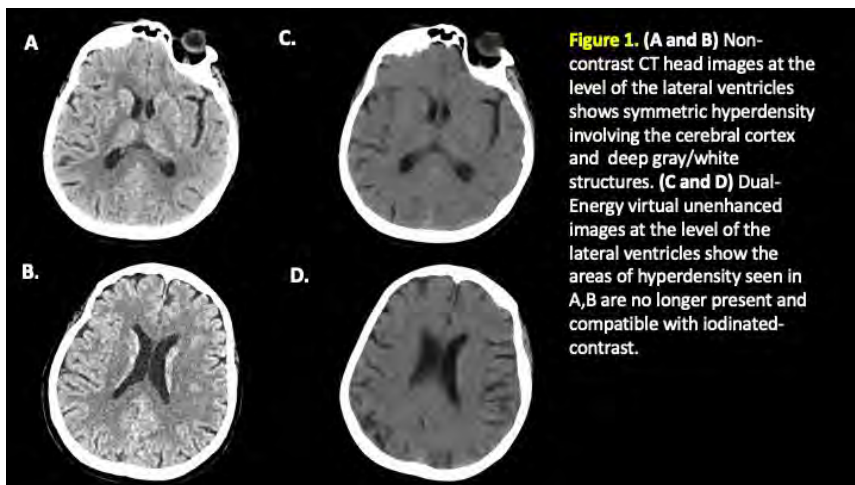 A
C.
B.
D.
Figure 1. (A and B) Non-
contrast CT head images at the
level of the lateral ventricles
shows symmetric hyperdensity
involving the cerebral cortex
and deep gray/white
structures. (C and D) Dual-
Energy virtual unenhanced
images at the level of the
lateral ventricles show the
areas of hyperdensity seen in
A,B are no longer present and
compatible with iodinated-
contrast.